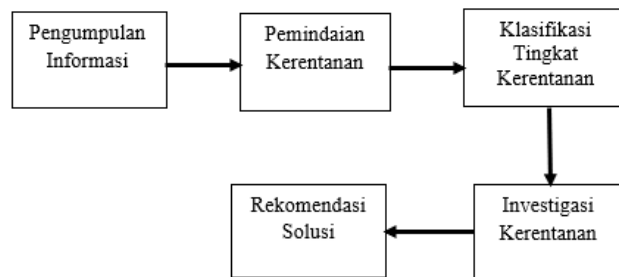 Pengumpulan
Informasi
Pemindaian
Kerentanan
Klasifikasi
Tingkat
Kerentanan
Investigasi
Kerentanan
Rekomendasi
Solusi